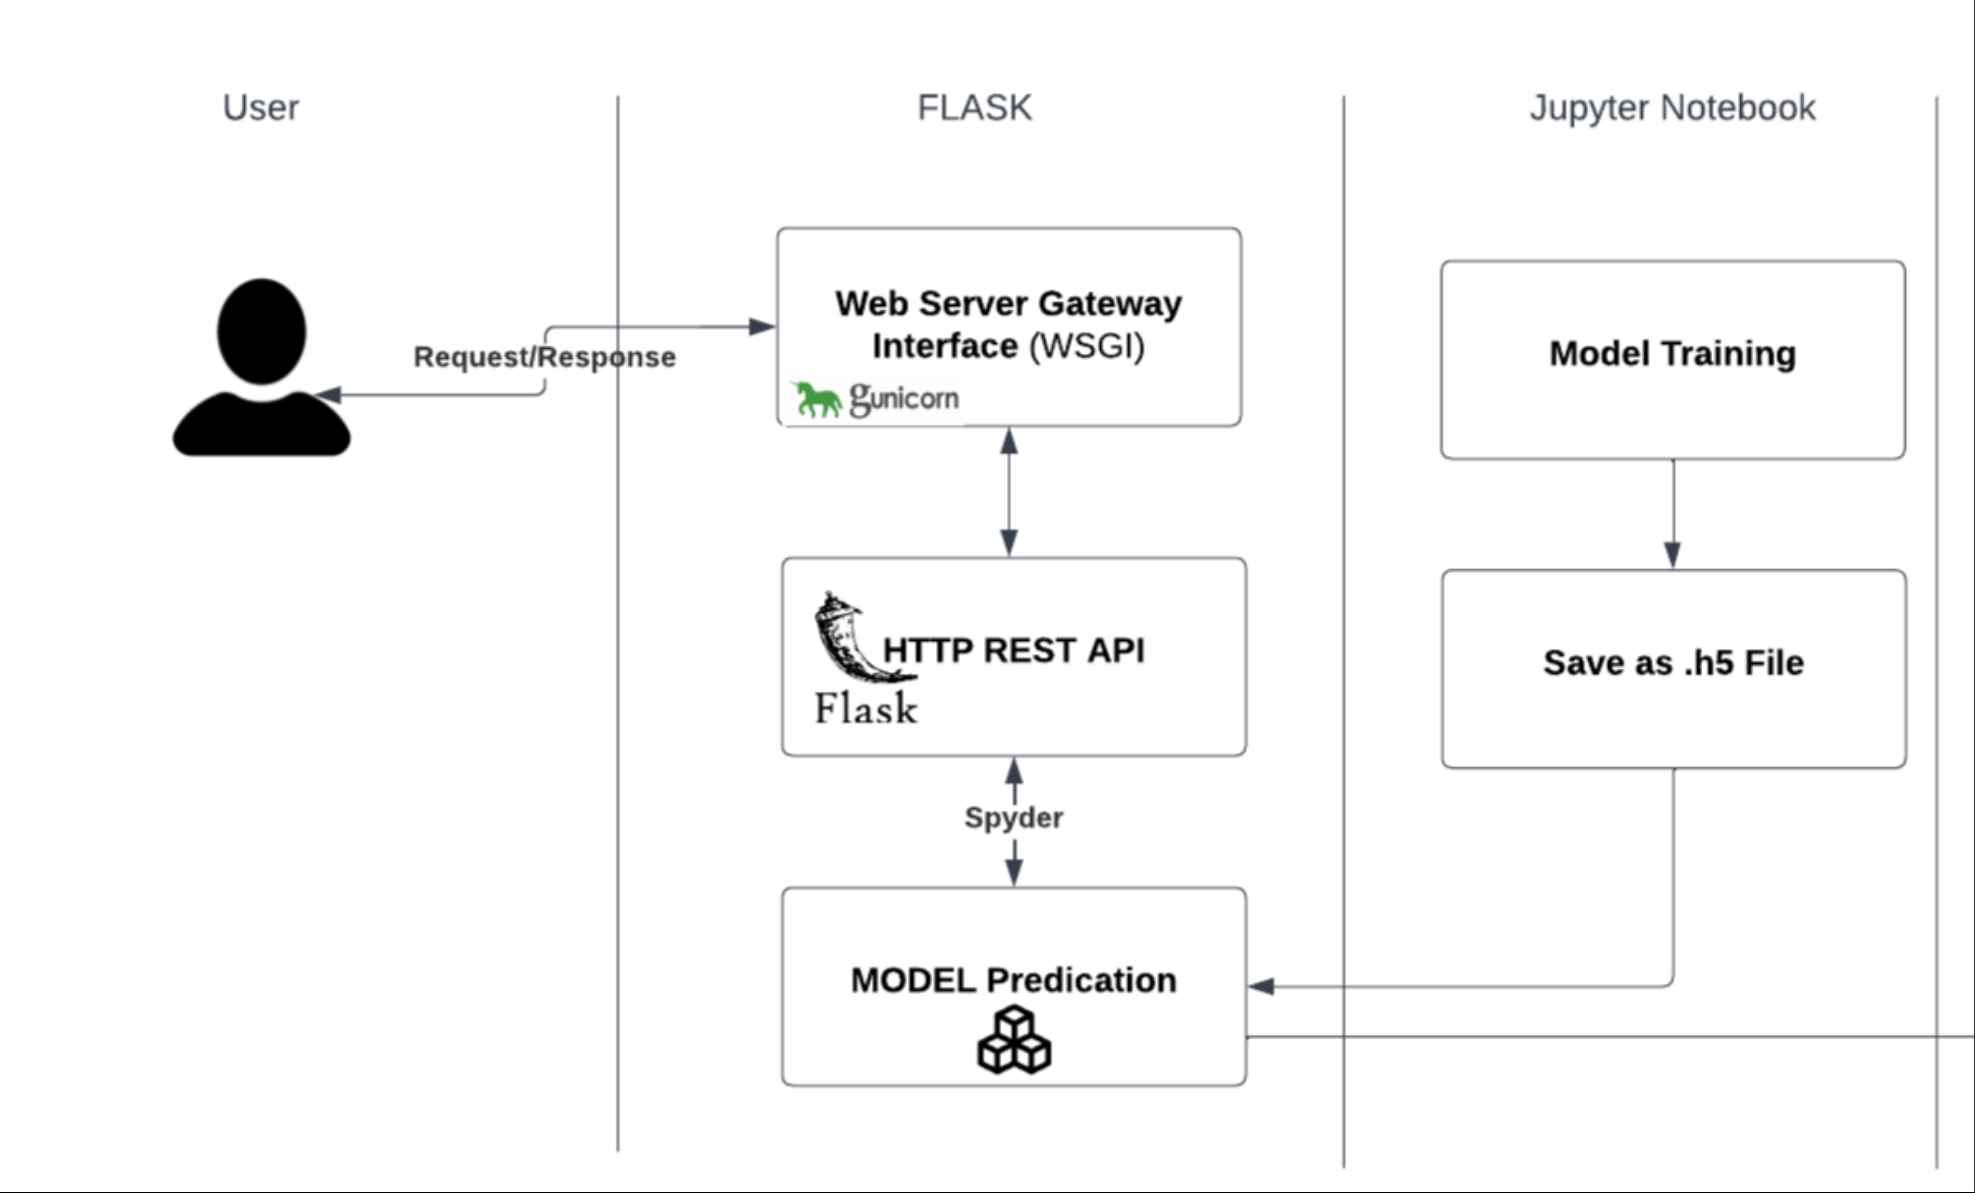 User
FLASK
Jupyter Notebook
Request/Response
Web Server Gateway
Interface (WSGI)
gunicorn
Model Training
HTTP REST API
Flask
Save as .h5 File
Spyder
MODEL Predication